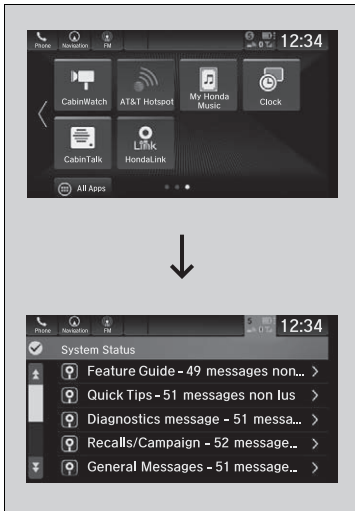 Phone Navigation FM 12:34
CabinWatch AT&T Hotspot My Honda Music Clock
CabinTalk Link HondaLink
All Apps
Phone Navigation FM 12:34
System Status
Feature Guide – 49 messages non...
Quick Tips – 51 messages non lus
Diagnostics message – 51 messa...
Recalls/Campaign – 52 message...
General Messages – 51 message...